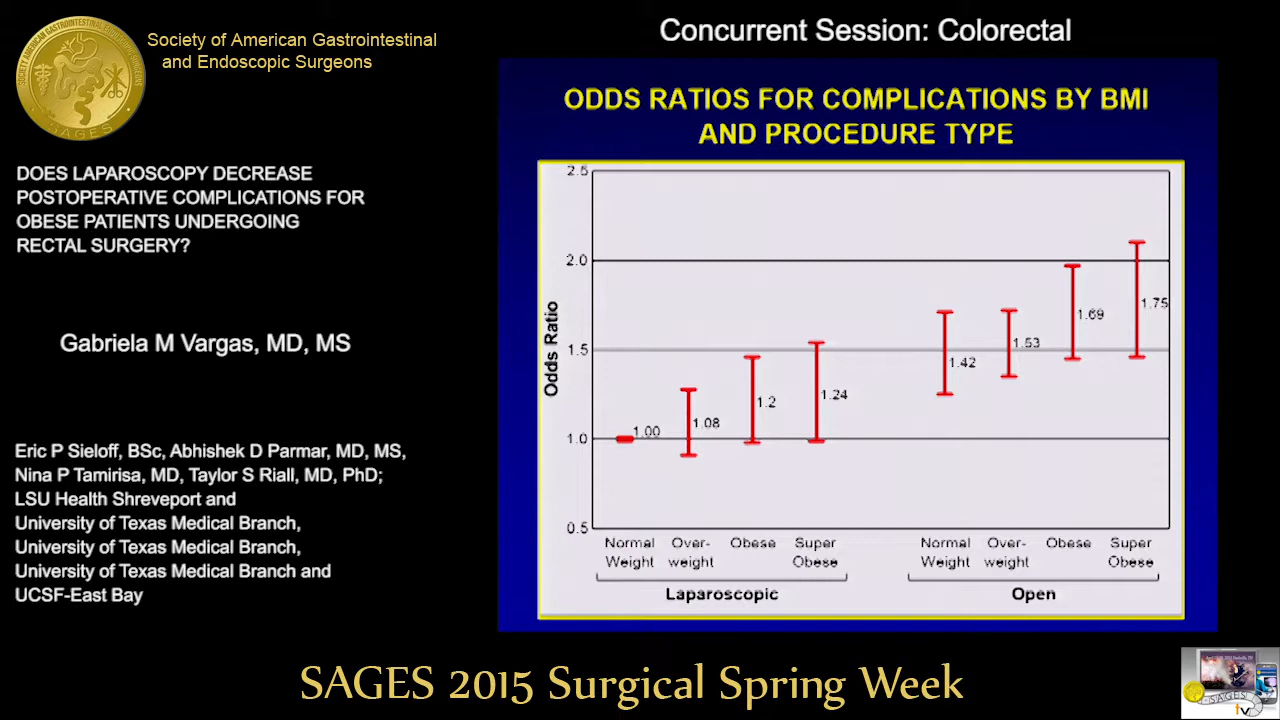 Society of American Gastrointestinal
and Endoscopic Surgeons
SAGES
Concurrent Session: Colorectal
DOES LAPAROSCOPY DECREASE
POSTOPERATIVE COMPLICATIONS FOR
OBESE PATIENTS UNDERGOING
RECTAL SURGERY?
Gabriela M Vargas, MD, MS
Eric P Sieloff, BSc, Abhishek D Parmar, MD, MS,
Nina P Tamirisa, MD, Taylor S Riall, MD, PhD;
LSU Health Shreveport and
University of Texas Medical Branch,
University of Texas Medical Branch,
University of Texas Medical Branch and
UCSF-East Bay
ODDS RATIOS FOR COMPLICATIONS BY BMI
AND PROCEDURE TYPE
Odds Ratio
2.5
2.0
1.5
1.0
0.5
1.00
1.08
1.2
1.24
1.42
1.53
1.69
1.75
Normal Weight
Over-weight
Obese
Super Obese
Normal Weight
Over-weight
Obese
Super Obese
Laparoscopic
Open
SAGES 2015 Surgical Spring Week
SAGES
tv